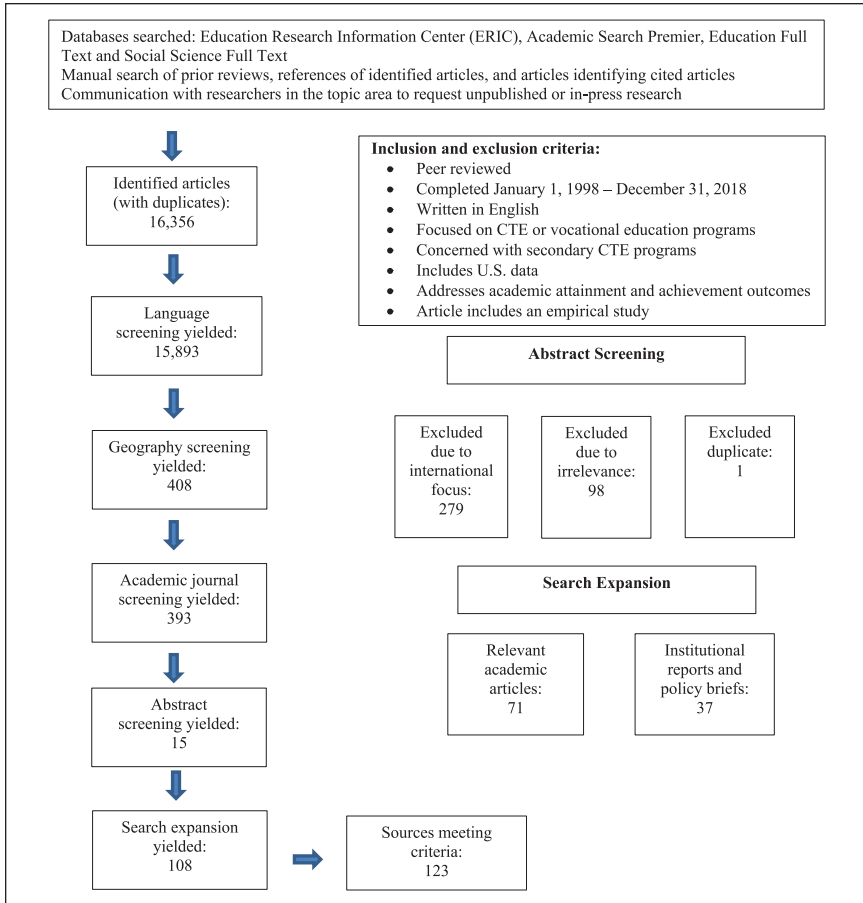 Databases searched: Education Research Information Center (ERIC), Academic Search Premier, Education Full
Text and Social Science Full Text
Manual search of prior reviews, references of identified articles, and articles identifying cited articles
Communication with researchers in the topic area to request unpublished or in-press research
Identified articles
(with duplicates):
16,356
Language
screening yielded:
15,893
Geography screening
yielded:
408
Academic journal
screening yielded:
393
Abstract
screening yielded:
15
Search expansion
yielded:
108
Sources meeting
criteria:
123
Inclusion and exclusion criteria:
• Peer reviewed
• Completed January 1, 1998 – December 31, 2018
• Written in English
• Focused on CTE or vocational education programs
• Concerned with secondary CTE programs
• Includes U.S. data
• Addresses academic attainment and achievement outcomes
• Article includes an empirical study
Abstract Screening
Excluded
due to
international
focus:
279
Excluded
due to
irrelevance:
98
Excluded
duplicate:
1
Search Expansion
Relevant
academic
articles:
71
Institutional
reports and
policy briefs:
37